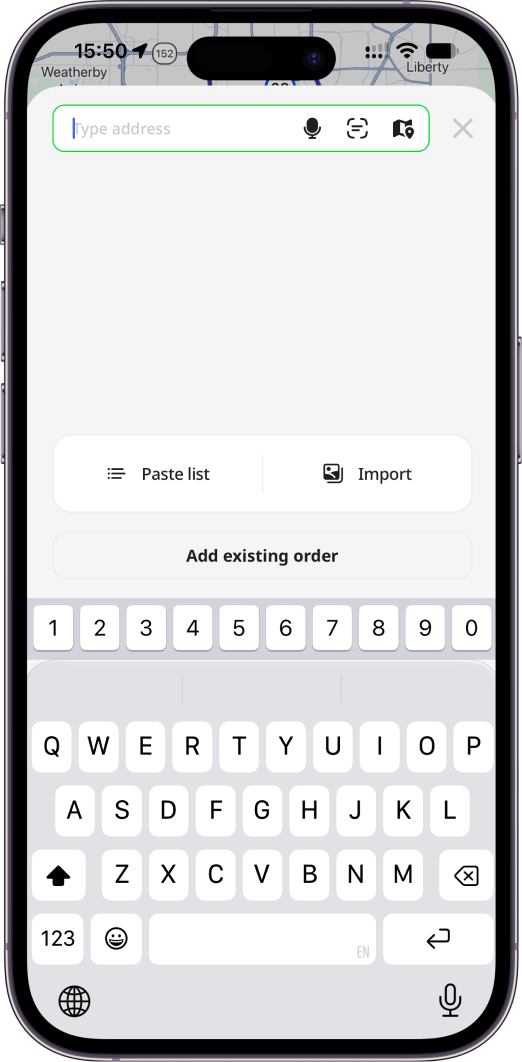 15:50
152
Weatherby
Liberty
Type address
Paste list
Import
Add existing order
1 2 3 4 5 6 7 8 9 0
Q W E R T Y U I O P
A S D F G H J K L
Z X C V B N M
123
EN